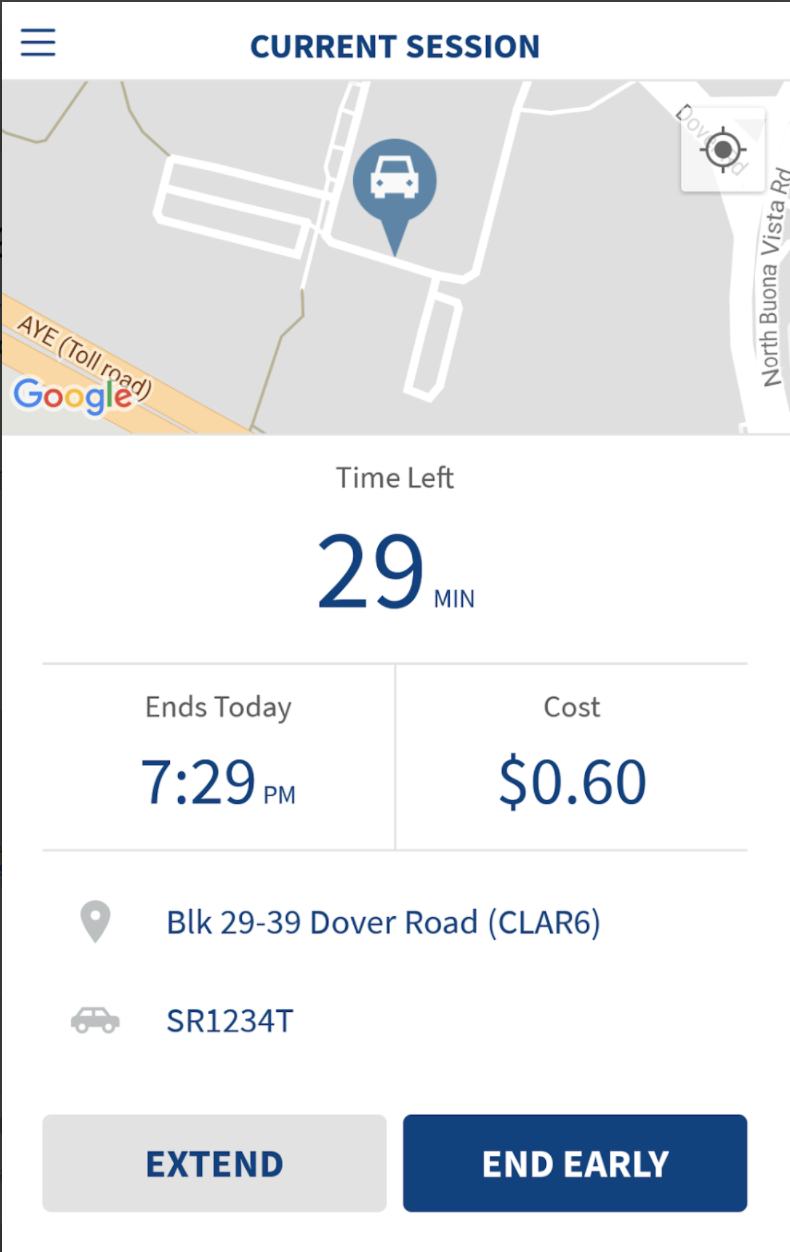 CURRENT SESSION
Dover Rd
North Buona Vista Rd
AYE (Toll road)
Google
Time Left
29 MIN
Ends Today
Cost
7:29 PM
$0.60
Blk 29-39 Dover Road (CLAR6)
SR1234T
EXTEND
END EARLY